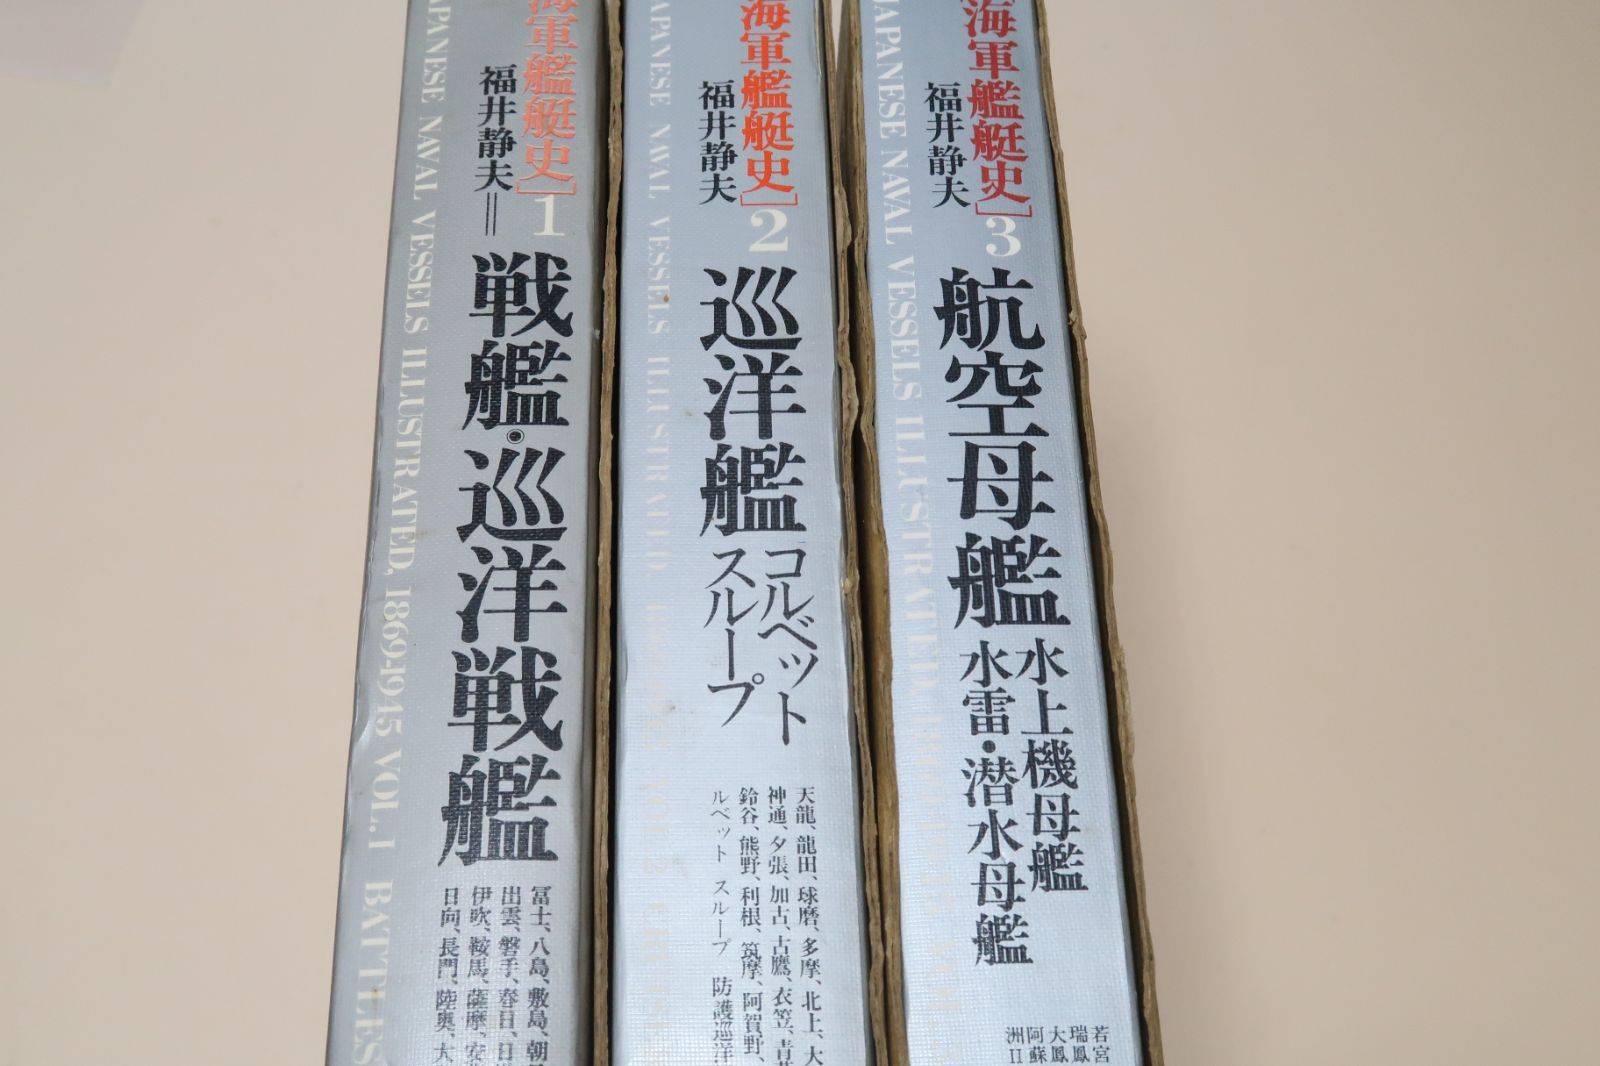 海軍艦艇史]1
福井静夫=
戦艦・巡洋戦艦
富士、八島、敷島、朝
出雲、磐手、春日、日
伊吹、鞍馬、薩摩、安
日向、長門、陸奥、大
JAPANESE NAVAL VESSELS ILLUSTRATED, 1869-1945 VOL.1 BATTLES
海軍艦艇史]2
福井静夫
巡洋艦
コルベット
スループ
天龍、龍田、球磨、多摩、北上、大
神通、夕張、加古、古鷹、衣笠、青
鈴谷、熊野、利根、筑摩、阿賀野、
ルベット スループ 防護巡洋
JAPANESE NAVAL VESSELS ILLUSTRATED,
海軍艦艇史]3
福井静夫
航空母艦
水上機母艦
水雷・潜水母艦
若宮
瑞鳳
大鳳
阿蘇
洲
JAPANESE NAVAL VESSELS ILLUSTRATED,